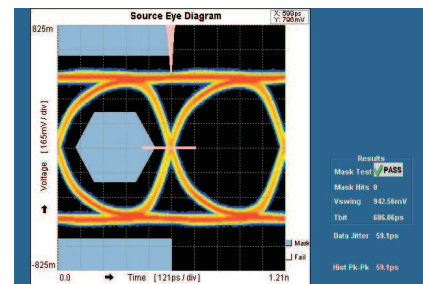 Source Eye Diagram
X: 599ps
Y: 796mV
825m
Voltage [165mV / div]
-825m
0.0
Time [121ps / div]
1.21n
Mask
Fail
Results
Mask Test PASS
Mask Hits 0
Vswing 942.56mV
Tbit 606.06ps
Data Jitter 59.1ps
Hist Pk-Pk 59.1ps